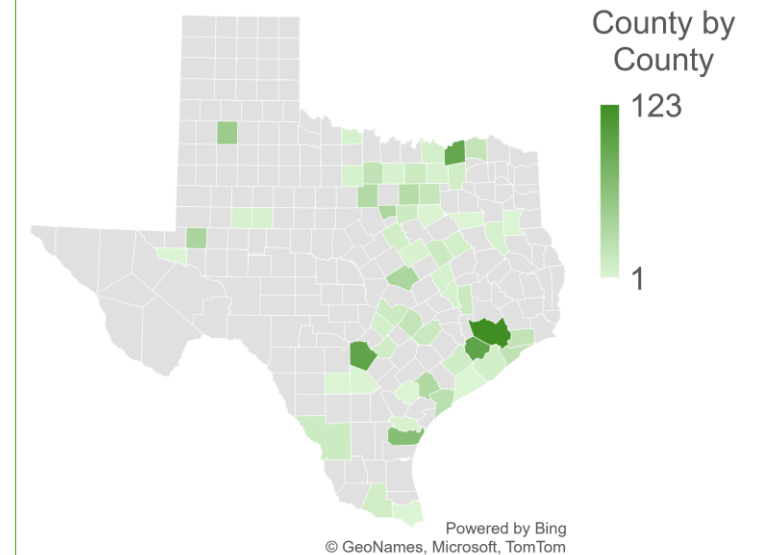 County by
County
123
1
Powered by Bing
© GeoNames, Microsoft, TomTom